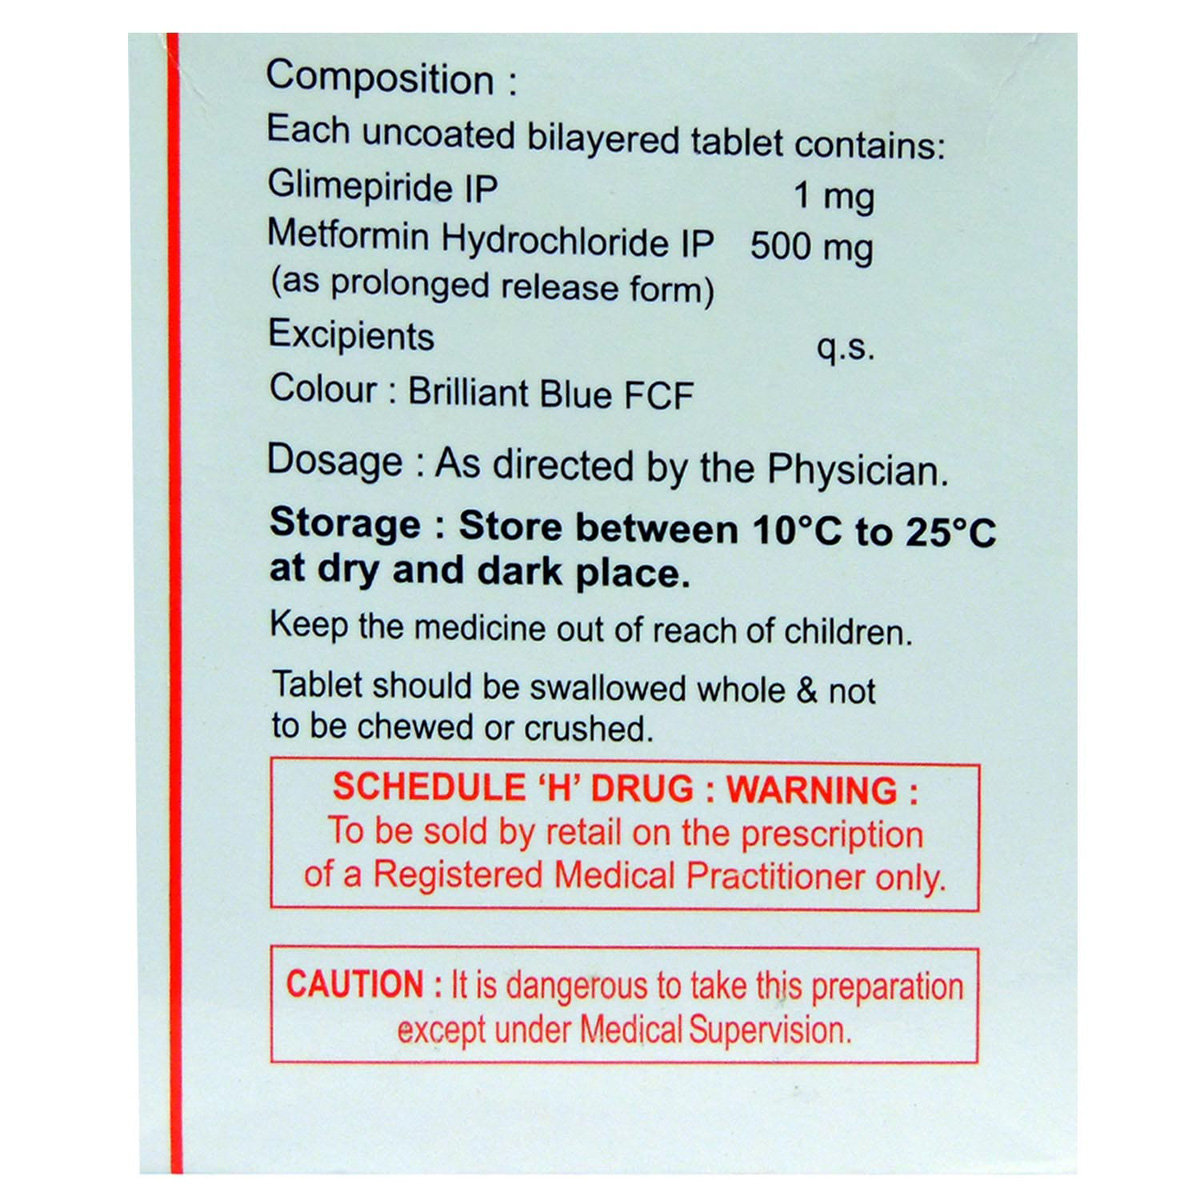 Composition :
Each uncoated bilayered tablet contains:
Glimepiride IP 1 mg
Metformin Hydrochloride IP 500 mg
(as prolonged release form)
Excipients q.s.
Colour : Brilliant Blue FCF
Dosage : As directed by the Physician.
Storage : Store between 10°C to 25°C
at dry and dark place.
Keep the medicine out of reach of children.
Tablet should be swallowed whole & not
to be chewed or crushed.
SCHEDULE ‘H’ DRUG : WARNING :
To be sold by retail on the prescription
of a Registered Medical Practitioner only.
CAUTION : It is dangerous to take this preparation
except under Medical Supervision.